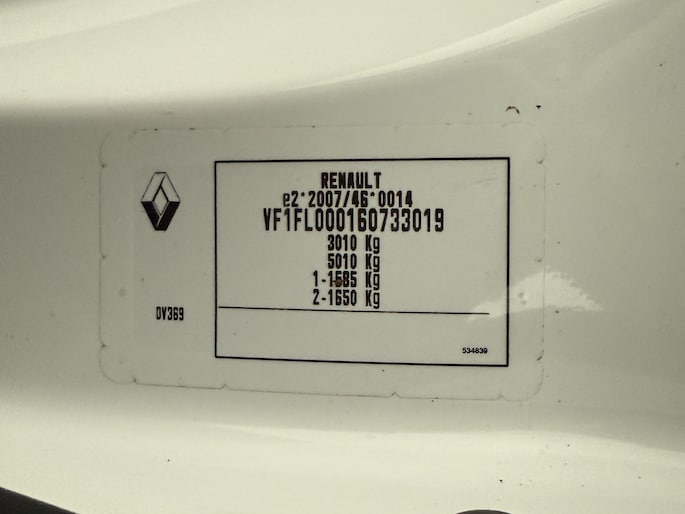 RENAULT
e2*2007/46*0014
VF1FL000160733019
3010 Kg
5010 Kg
1-1585 Kg
2-1650 Kg
DV369
534839